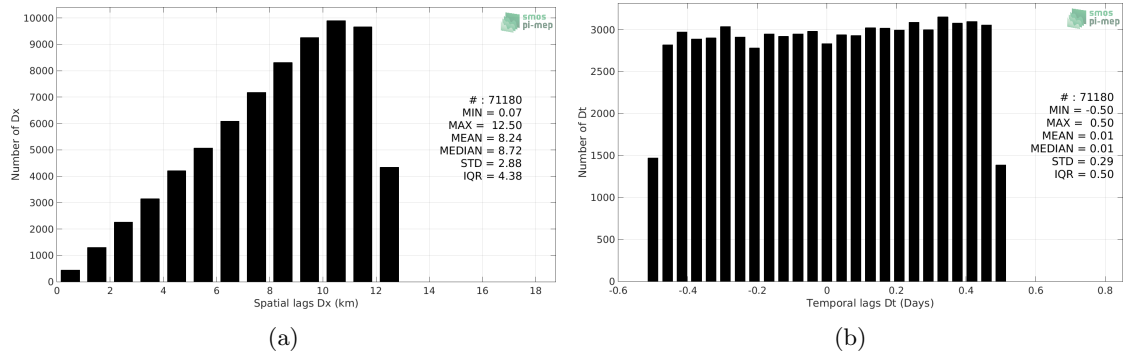 10000
9000
8000
7000
6000
5000
4000
3000
2000
1000
0
Number of Dx
0 2 4 6 8 10 12 14 16 18
Spatial lags Dx (km)
smos
pi-mep
# : 71180
MIN = 0.07
MAX = 12.50
MEAN = 8.24
MEDIAN = 8.72
STD = 2.88
IQR = 4.38
(a)
3000
2500
2000
1500
1000
500
0
Number of Dt
-0.6 -0.4 -0.2 0 0.2 0.4 0.6 0.8
Temporal lags Dt (Days)
smos
pi-mep
# : 71180
MIN = -0.50
MAX = 0.50
MEAN = 0.01
MEDIAN = 0.01
STD = 0.29
IQR = 0.50
(b)